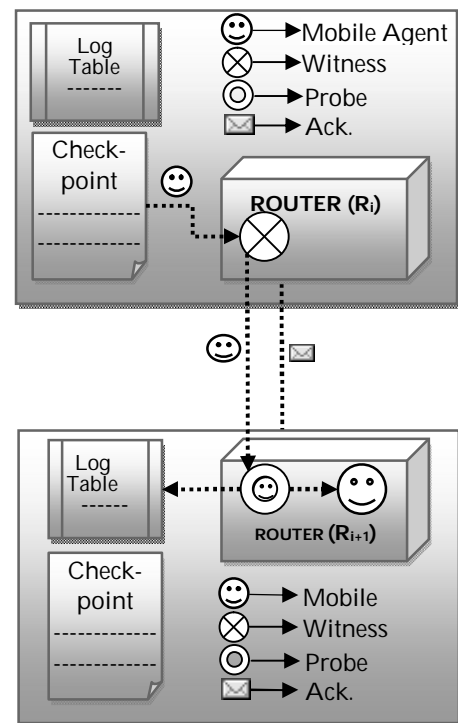 Log
Table
-------
Mobile Agent
Witness
Probe
Ack.
Check-
point
ROUTER (Ri)
Log
Table
------
ROUTER (Ri+1)
Check-
point
Mobile
Witness
Probe
Ack.